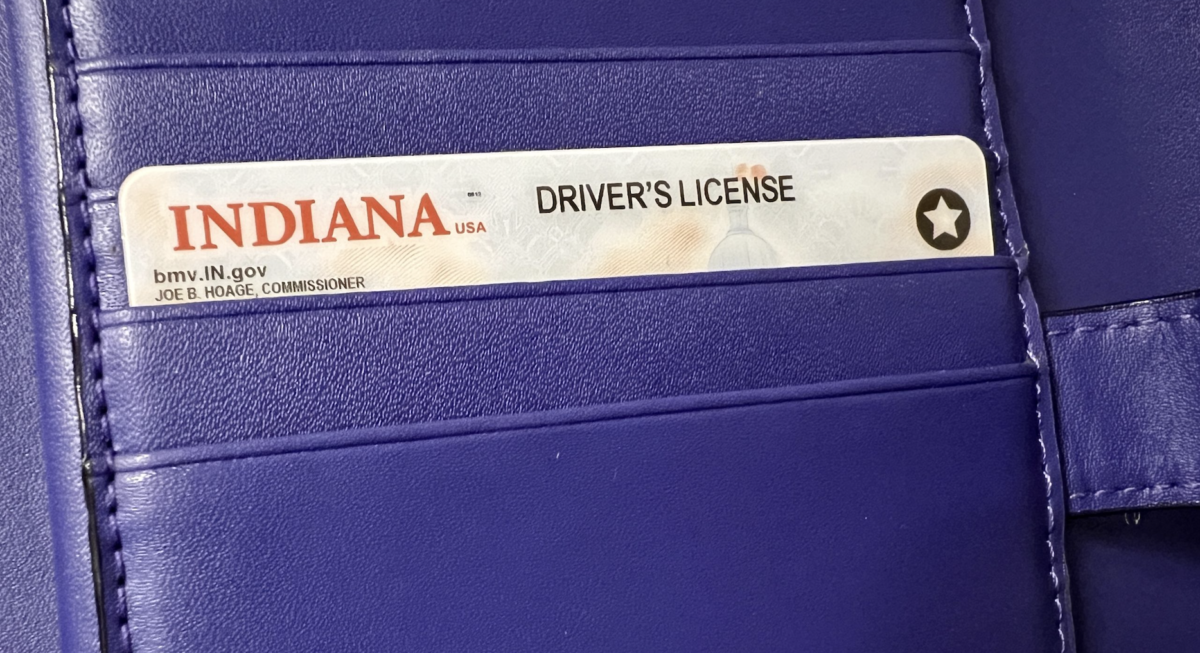 INDIANA USA
DRIVER'S LICENSE
bmv.IN.gov
JOE B. HOAGE, COMMISSIONER